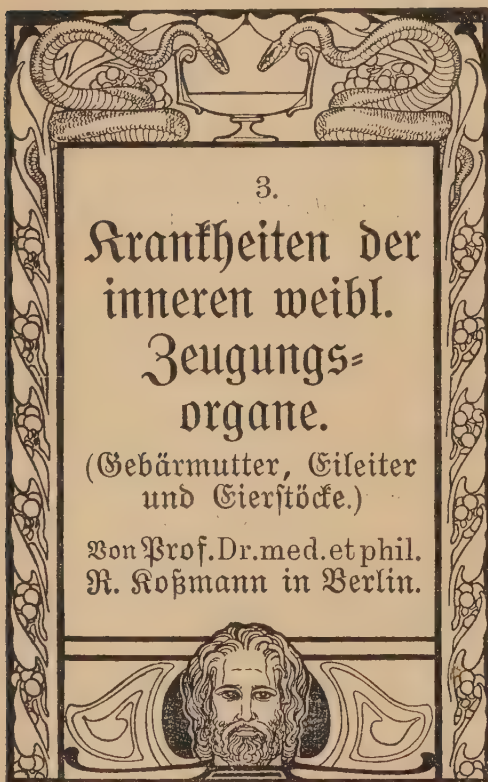 3.
Krankheiten der
inneren weibl.
Zeugungs-
organe.
(Gebärmutter, Eileiter
und Eierstöcke.)
Von Prof. Dr. med. et phil.
R. Koßmann in Berlin.